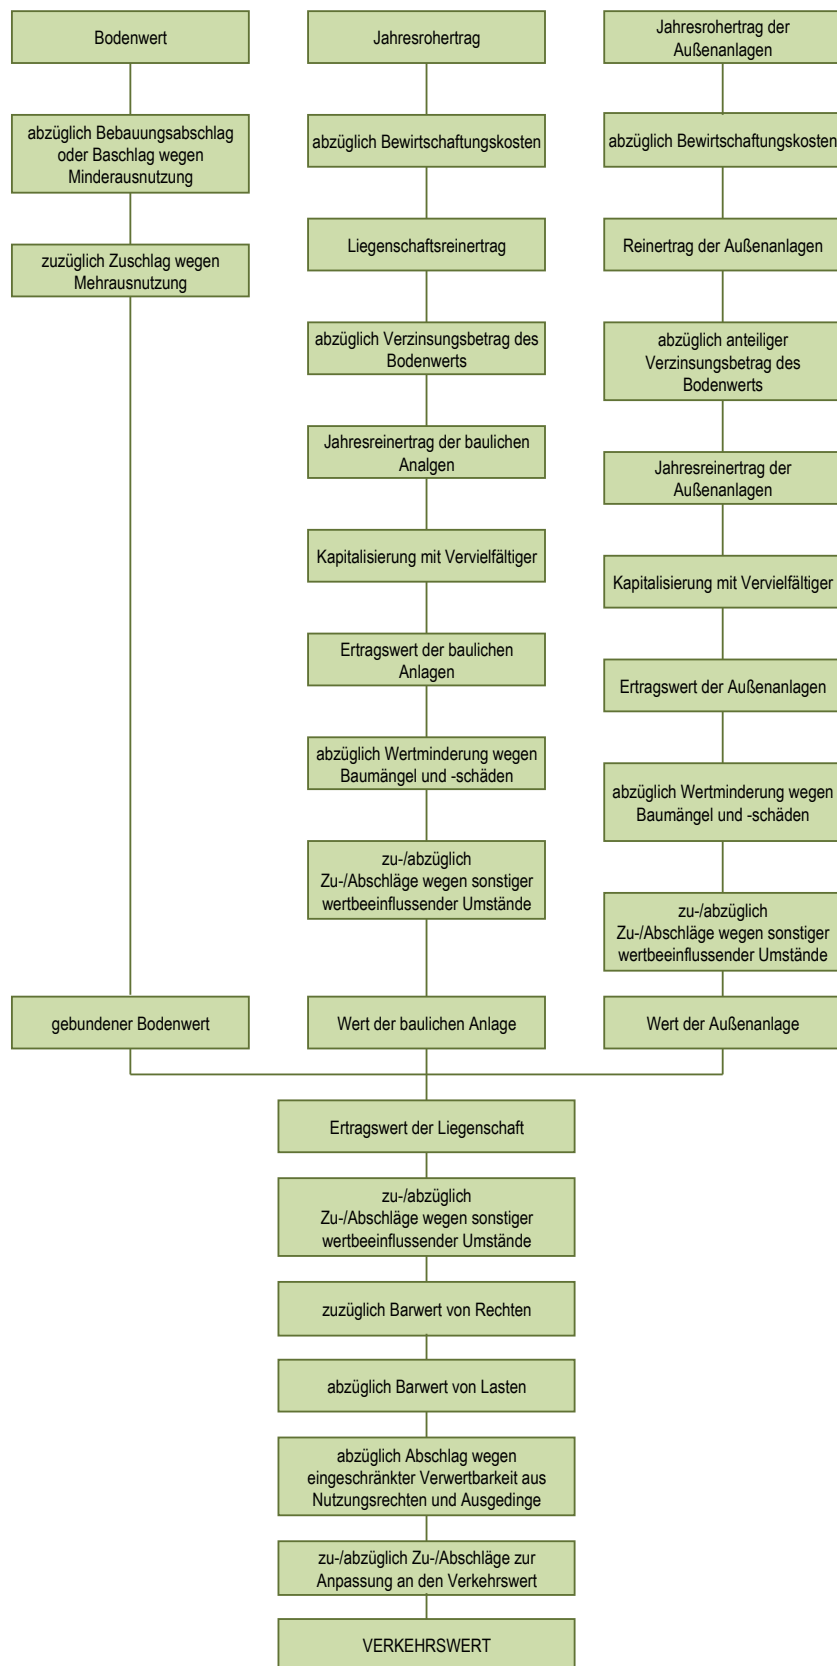 Bodenwert
abzüglich Bebauungsabschlag
oder Baschlag wegen
Minderausnutzung
zuzüglich Zuschlag wegen
Mehrausnutzung
gebundener Bodenwert
Jahresrohertrag
abzüglich Bewirtschaftungskosten
Liegenschaftsreinertrag
abzüglich Verzinsungsbetrag des
Bodenwerts
Jahresreinertrag der baulichen
Analgen
Kapitalisierung mit Vervielfältiger
Ertragswert der baulichen
Anlagen
abzüglich Wertminderung wegen
Baumängel und -schäden
zu-/abzüglich
Zu-/Abschläge wegen sonstiger
wertbeeinflussender Umstände
Wert der baulichen Anlage
Jahresrohertrag der
Außenanlagen
abzüglich Bewirtschaftungskosten
Reinertrag der Außenanlagen
abzüglich anteiliger
Verzinsungsbetrag des
Bodenwerts
Jahresreinertrag der
Außenanlagen
Kapitalisierung mit Vervielfältiger
Ertragswert der Außenanlagen
abzüglich Wertminderung wegen
Baumängel und -schäden
zu-/abzüglich
Zu-/Abschläge wegen sonstiger
wertbeeinflussender Umstände
Wert der Außenanlage
Ertragswert der Liegenschaft
zu-/abzüglich
Zu-/Abschläge wegen sonstiger
wertbeeinflussender Umstände
zuzüglich Barwert von Rechten
abzüglich Barwert von Lasten
abzüglich Abschlag wegen
eingeschränkter Verwertbarkeit aus
Nutzungsrechten und Ausgedinge
zu-/abzüglich Zu-/Abschläge zur
Anpassung an den Verkehrswert
VERKEHRSWERT